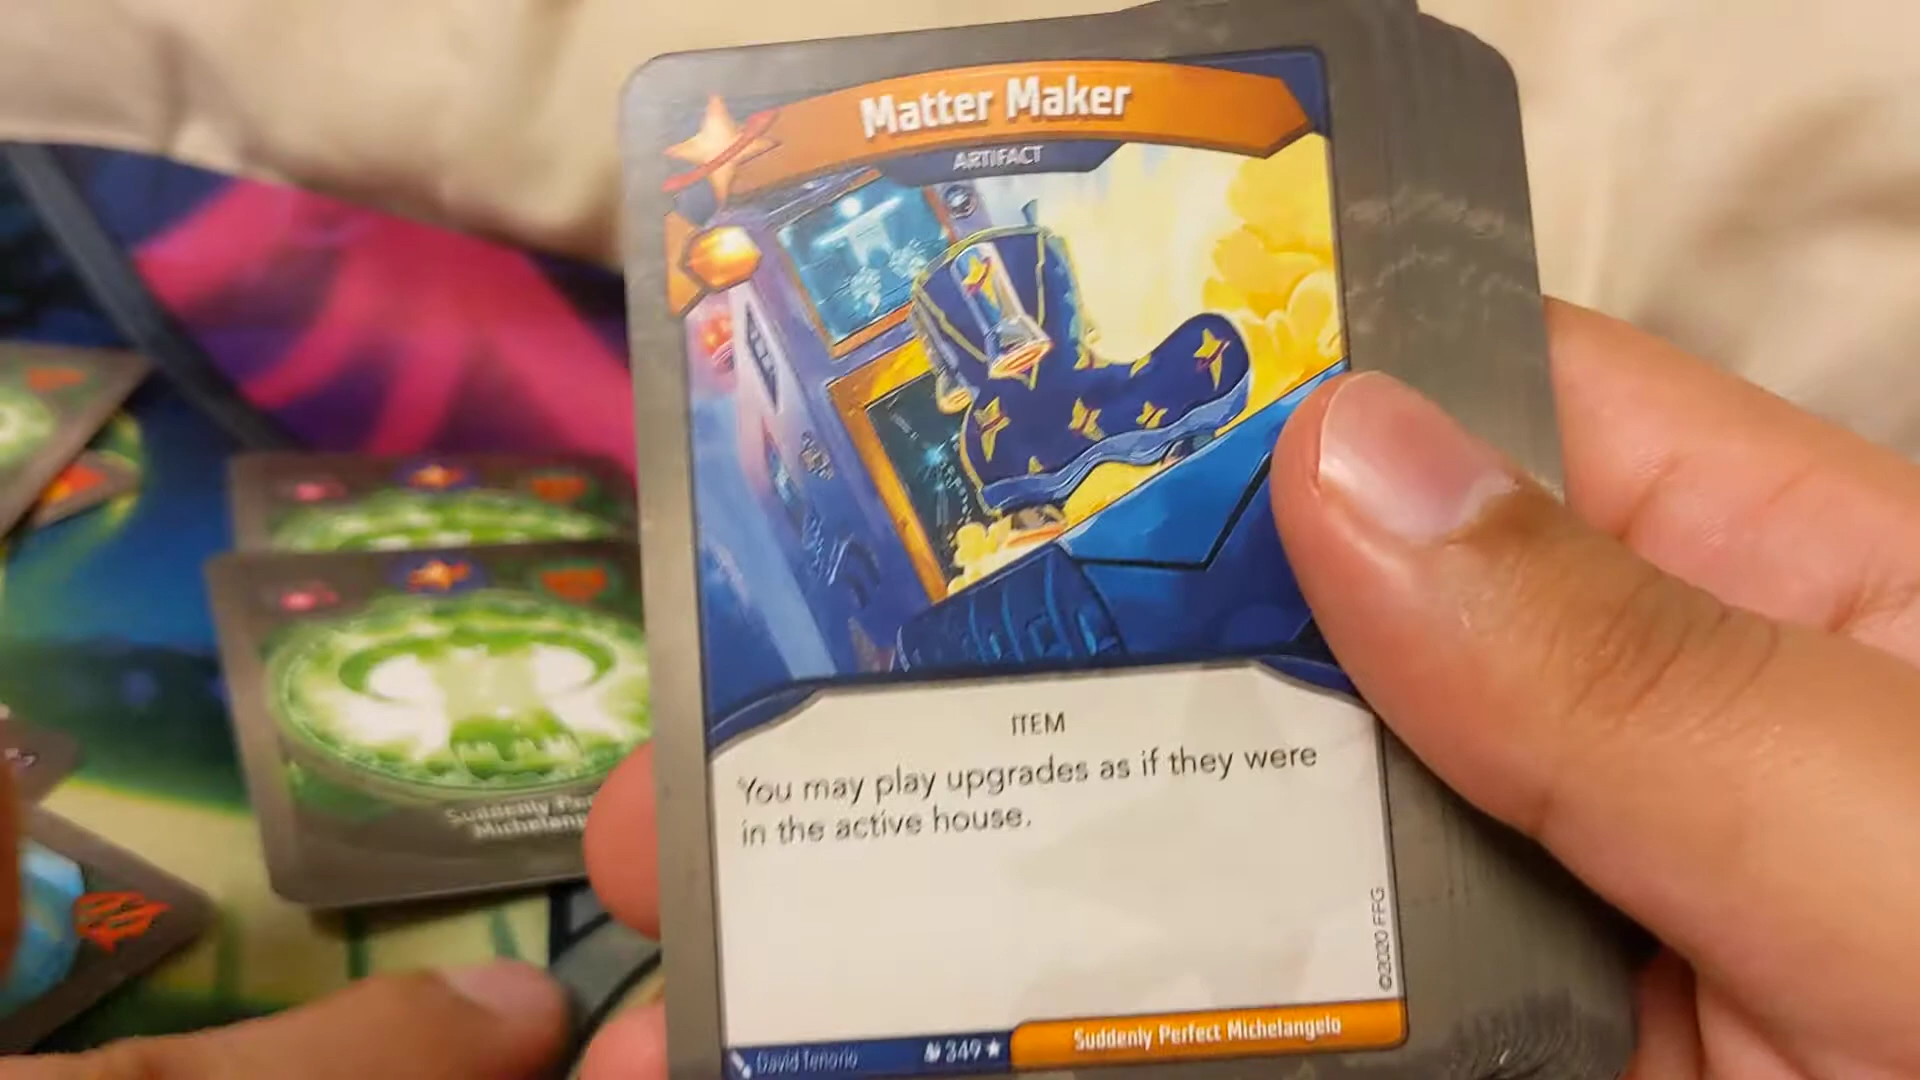 Matter Maker
ARTIFACT
ITEM
You may play upgrades as if they were
in the active house.
©2020 FFG
David Tenorio
349
Suddenly Perfect Michelangelo
Suddenly